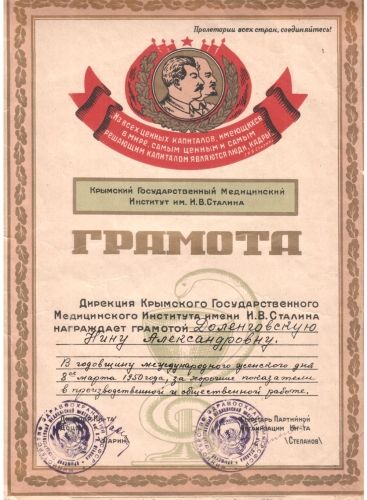 Пролетарии всех стран, соединяйтесь!
Из всех ценных капиталов, имеющихся
в мире, самым ценным и самым
решающим капиталом являются люди, кадры.
Крымский Государственный Медицинский
Институт им. И.В.Сталина
ГРАМОТА
Дирекция Крымского Государственного
Медицинского Института имени И.В.Сталина
награждает грамотой Доленговскую
Нину Александровну.
В годовщину международного женского дня
8го марта 1950 года, за хорошие показатели
в производственной и общественной работе.
Секретарь Партийной
Организации Ин-та
/Степанов/